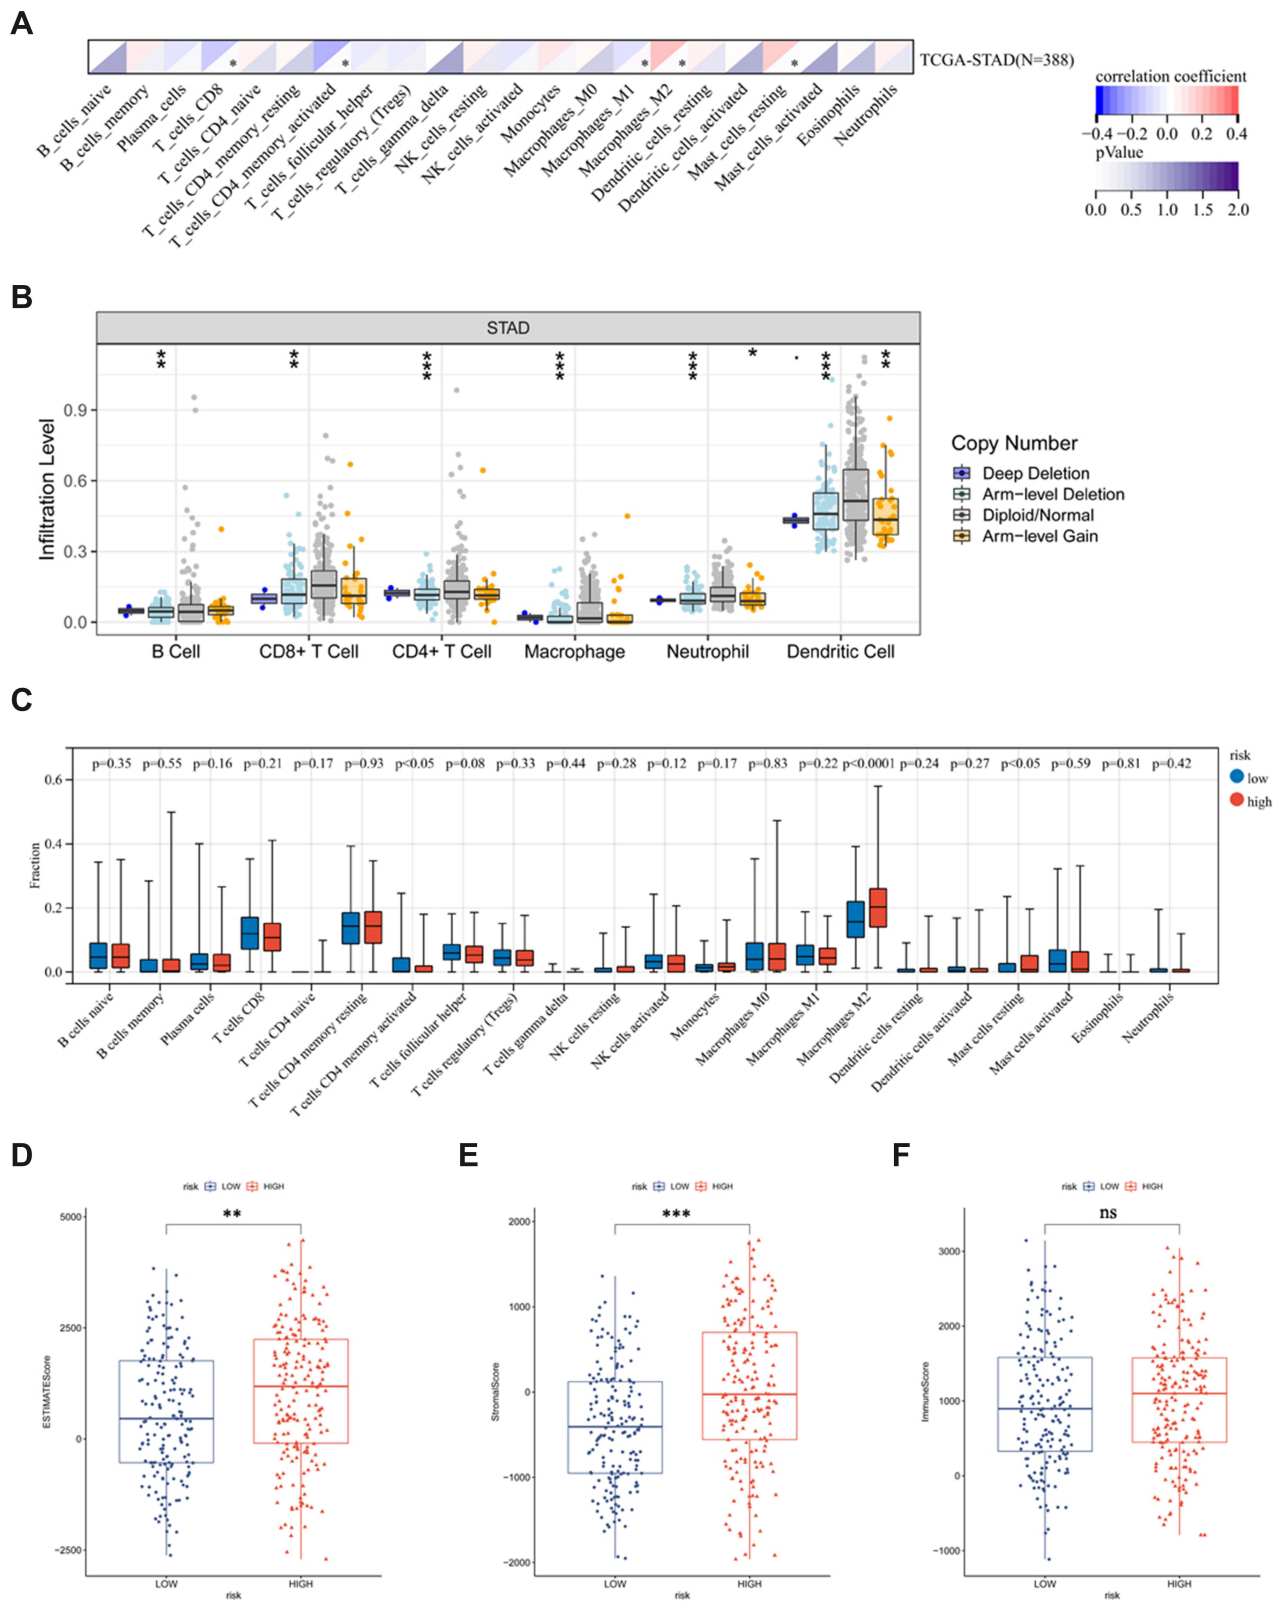 A
* * * * *
TCGA-STAD(N=388)
B_cells_naive
B_cells_memory
Plasma_cells
T_cells_CD8
T_cells_CD4_naive
T_cells_CD4_memory_resting
T_cells_CD4_memory_activated
T_cells_follicular_helper
T_cells_regulatory_(Tregs)
T_cells_gamma_delta
NK_cells_resting
NK_cells_activated
Monocytes
Macrophages_M0
Macrophages_M1
Macrophages_M2
Dendritic_cells_resting
Dendritic_cells_activated
Mast_cells_resting
Mast_cells_activated
Eosinophils
Neutrophils
correlation coefficient
−0.4 −0.2 0.0 0.2 0.4
pValue
0.0 0.5 1.0 1.5 2.0
B
STAD
** ** *** *** *** * . *** **
Infiltration Level
0.9
0.6
0.3
0.0
B Cell CD8+ T Cell CD4+ T Cell Macrophage Neutrophil Dendritic Cell
Copy Number
Deep Deletion
Arm−level Deletion
Diploid/Normal
Arm−level Gain
C
p=0.35 p=0.55 p=0.16 p=0.21 p=0.17 p=0.93 p<0.05 p=0.08 p=0.33 p=0.44 p=0.28 p=0.12 p=0.17 p=0.83 p=0.22 p<0.0001 p=0.24 p=0.27 p<0.05 p=0.59 p=0.81 p=0.42
Fraction
0.6
0.4
0.2
0.0
B cells naive
B cells memory
Plasma cells
T cells CD8
T cells CD4 naive
T cells CD4 memory resting
T cells CD4 memory activated
T cells follicular helper
T cells regulatory (Tregs)
T cells gamma delta
NK cells resting
NK cells activated
Monocytes
Macrophages M0
Macrophages M1
Macrophages M2
Dendritic cells resting
Dendritic cells activated
Mast cells resting
Mast cells activated
Eosinophils
Neutrophils
risk
low
high
D
risk LOW HIGH
**
ESTIMATEScore
5000
2500
0
−2500
LOW HIGH
risk
E
risk LOW HIGH
***
StromalScore
2000
1000
0
−1000
−2000
LOW HIGH
risk
F
risk LOW HIGH
ns
ImmuneScore
3000
2000
1000
0
−1000
LOW HIGH
risk